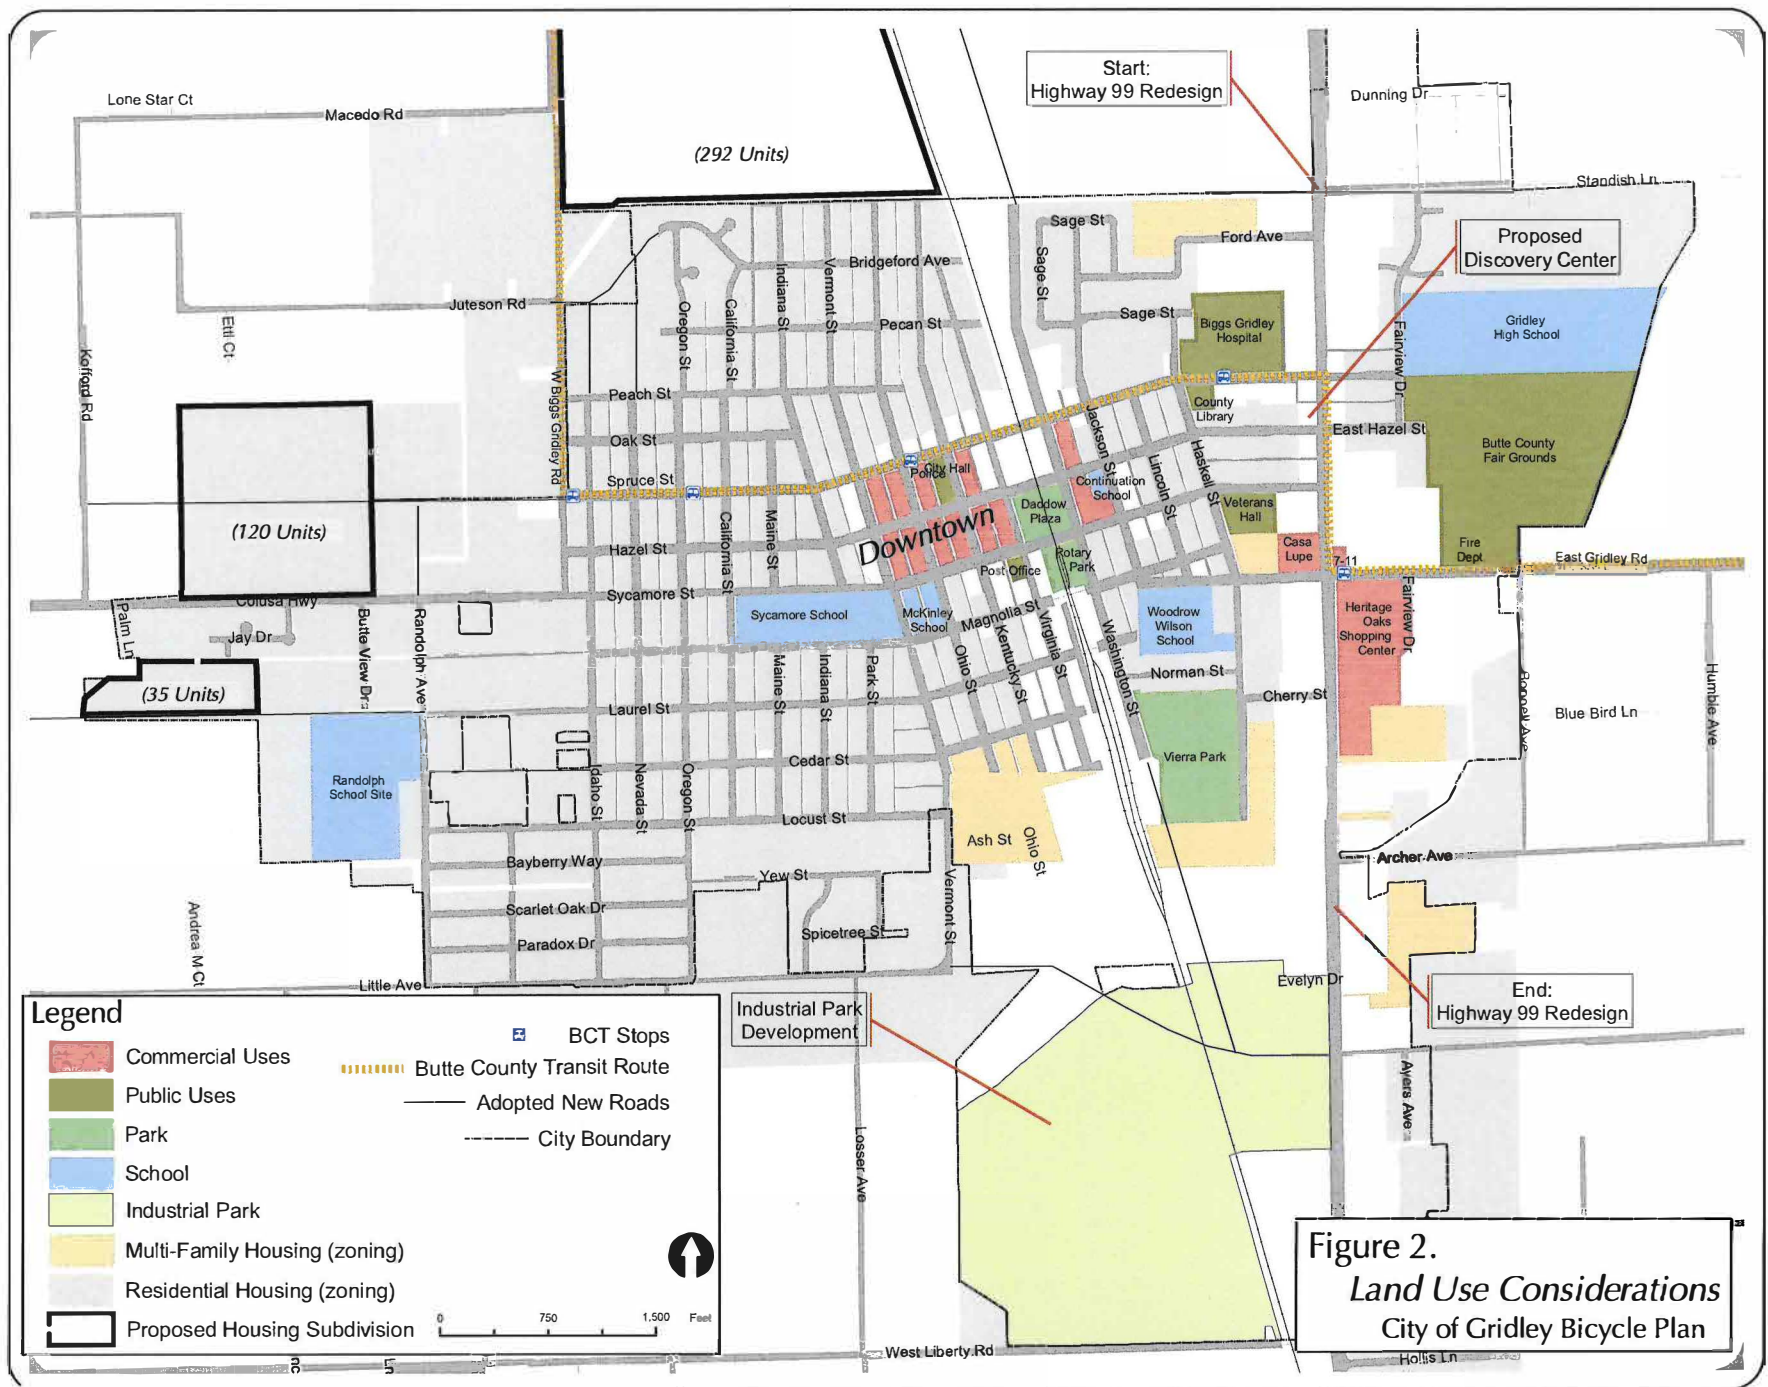 Start:
Highway 99 Redesign
Lone Star Ct
Macedo Rd
Dunning Dr
(292 Units)
Standish Ln
Sage St
Ford Ave
Proposed
Discovery Center
Bridgeford Ave
Sage St
Indiana St
Vermont St
Juteson Rd
Oregon St
California St
Pecan St
Sage St
Biggs Gridley
Hospital
Gridley
High School
Ettl Ct
Kofford Rd
Fairview Dr
W Biggs Gridley Rd
Peach St
County
Library
Jackson St
East Hazel St
Oak St
Butte County
Fair Grounds
Haskell St
Lincoln St
City Hall
Police
Spruce St
Continuation
School
Daddow
Plaza
Veterans
Hall
(120 Units)
California St
Maine St
Downtown
Hazel St
Casa
Lupe
Fire
Dept
Rotary
Park
7-11
East Gridley Rd
Post Office
Sycamore St
Colusa Hwy
Palm Ln
Butte View Dr
Randolph Ave
Jay Dr
Sycamore School
McKinley
School
Magnolia St
Woodrow
Wilson
School
Heritage
Oaks
Shopping
Center
Fairview Dr
Virginia St
Kentucky St
Washington St
Ohio St
Norman St
(35 Units)
Maine St
Indiana St
Park St
Cherry St
Laurel St
Bonnell Ave
Blue Bird Ln
Humble Ave
Cedar St
Vierra Park
Randolph
School Site
Idaho St
Nevada St
Oregon St
Locust St
Ash St
Ohio St
Bayberry Way
Archer Ave
Yew St
Vermont St
Scarlet Oak Dr
Andrea M Ct
Spicetree St
Paradox Dr
Little Ave
Evelyn Dr
End:
Highway 99 Redesign
Industrial Park
Development
Ayers Ave
Losser Ave
Legend
Commercial Uses
Public Uses
Park
School
Industrial Park
Multi-Family Housing (zoning)
Residential Housing (zoning)
Proposed Housing Subdivision
BCT Stops
Butte County Transit Route
Adopted New Roads
City Boundary
0 750 1,500 Feet
Figure 2.
Land Use Considerations
City of Gridley Bicycle Plan
West Liberty Rd
Hollis Ln